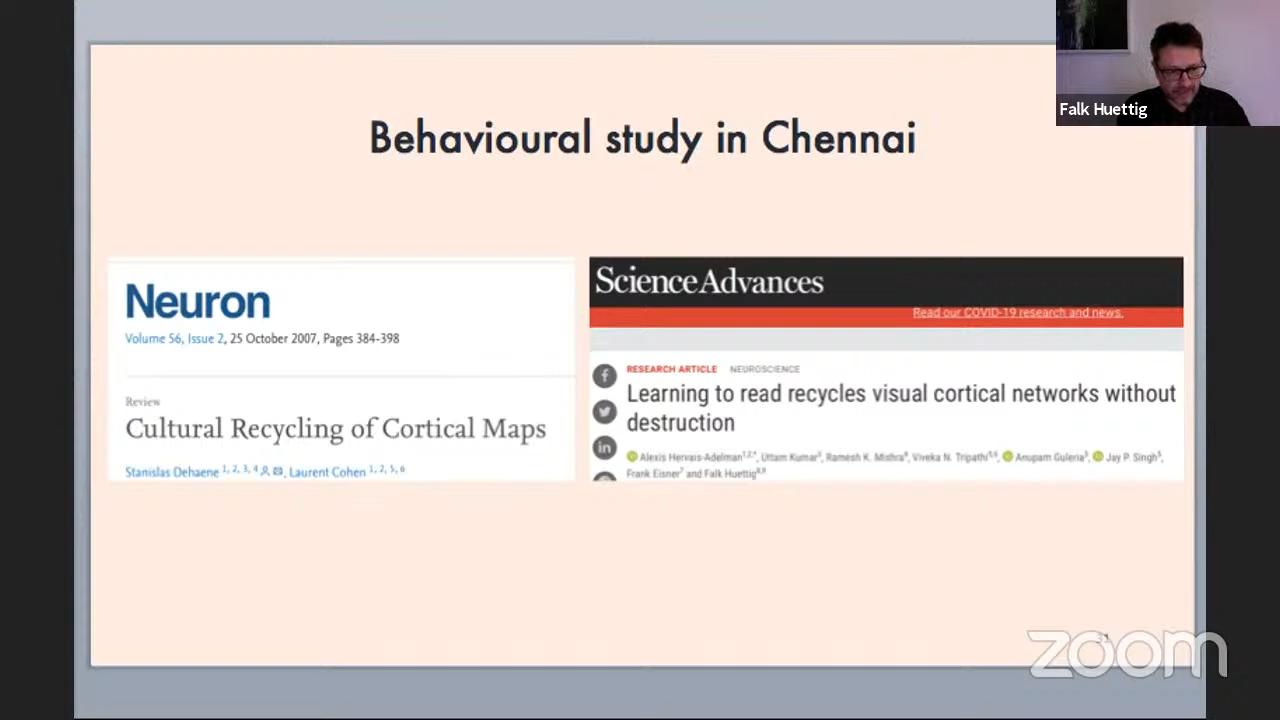 Falk Huettig
Behavioural study in Chennai
Neuron
Volume 56, Issue 2, 25 October 2007, Pages 384-398
Review
Cultural Recycling of Cortical Maps
Stanislas Dehaene 1, 2, 3, 4, Laurent Cohen 1, 2, 5, 6
ScienceAdvances
Read our COVID-19 research and news.
RESEARCH ARTICLE NEUROSCIENCE
Learning to read recycles visual cortical networks without
destruction
Alexis Hervais-Adelman, Uttam Kumar, Ramesh K. Mishra, Viveka N. Tripathi, Anupam Guleria, Jay P. Singh,
Frank Eisner and Falk Huettig
31
zoom